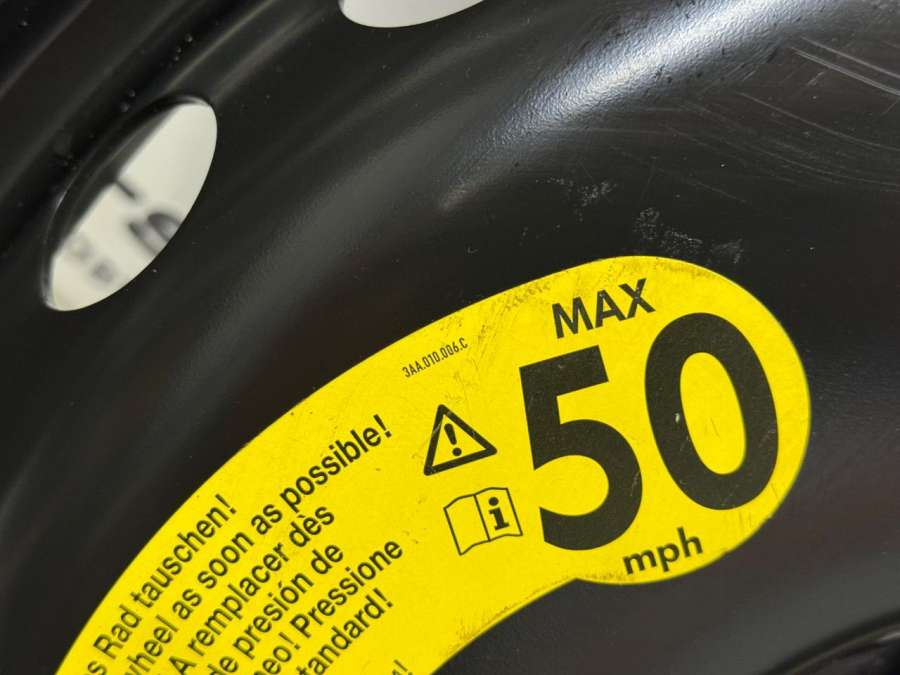 MAX
50
mph
3AA.010.006.C
s Rad tauschen!
wheel as soon as possible!
A remplacer dès
de presión de
neo! Pressione
tandard!